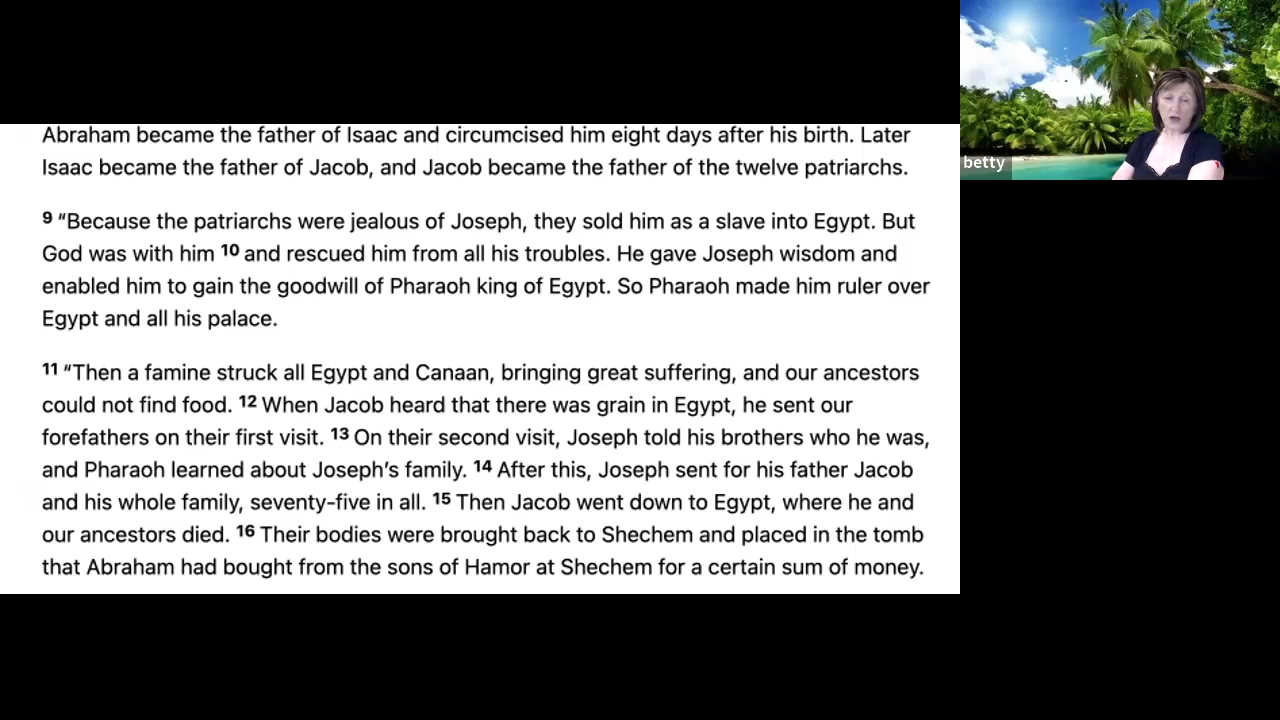 Abraham became the father of Isaac and circumcised him eight days after his birth. Later
Isaac became the father of Jacob, and Jacob became the father of the twelve patriarchs.
9 “Because the patriarchs were jealous of Joseph, they sold him as a slave into Egypt. But
God was with him 10 and rescued him from all his troubles. He gave Joseph wisdom and
enabled him to gain the goodwill of Pharaoh king of Egypt. So Pharaoh made him ruler over
Egypt and all his palace.
11 “Then a famine struck all Egypt and Canaan, bringing great suffering, and our ancestors
could not find food. 12 When Jacob heard that there was grain in Egypt, he sent our
forefathers on their first visit. 13 On their second visit, Joseph told his brothers who he was,
and Pharaoh learned about Joseph’s family. 14 After this, Joseph sent for his father Jacob
and his whole family, seventy-five in all. 15 Then Jacob went down to Egypt, where he and
our ancestors died. 16 Their bodies were brought back to Shechem and placed in the tomb
that Abraham had bought from the sons of Hamor at Shechem for a certain sum of money.
betty